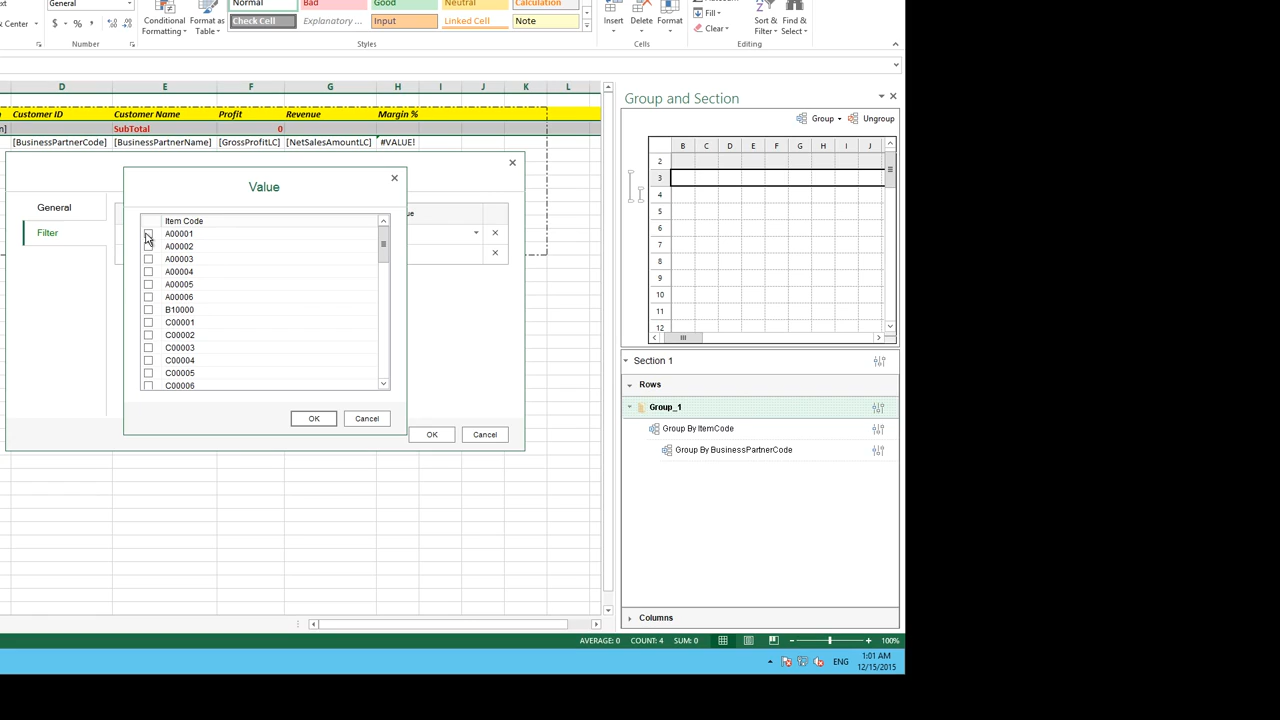 General
Normal Bad Good Neutral Calculation
Center $ % ,
Conditional Formatting Format as Table
Check Cell Explanatory ... Input Linked Cell Note
Insert Delete Format
Fill
Clear
Sort & Filter Find & Select
Number Styles Cells Editing
D E F G H I J K L
Customer ID Customer Name Profit Revenue Margin %
SubTotal 0
[BusinessPartnerCode] [BusinessPartnerName] [GrossProfitLC] [NetSalesAmountLC] #VALUE!
General
Filter
Value
Item Code
A00001
A00002
A00003
A00004
A00005
A00006
B10000
C00001
C00002
C00003
C00004
C00005
C00006
OK Cancel
OK Cancel
Group and Section
Group Ungroup
B C D E F G H I J
2
3
4
5
6
7
8
9
10
11
12
Section 1
Rows
Group_1
Group By ItemCode
Group By BusinessPartnerCode
Columns
AVERAGE: 0 COUNT: 4 SUM: 0 100%
ENG 1:01 AM
12/15/2015